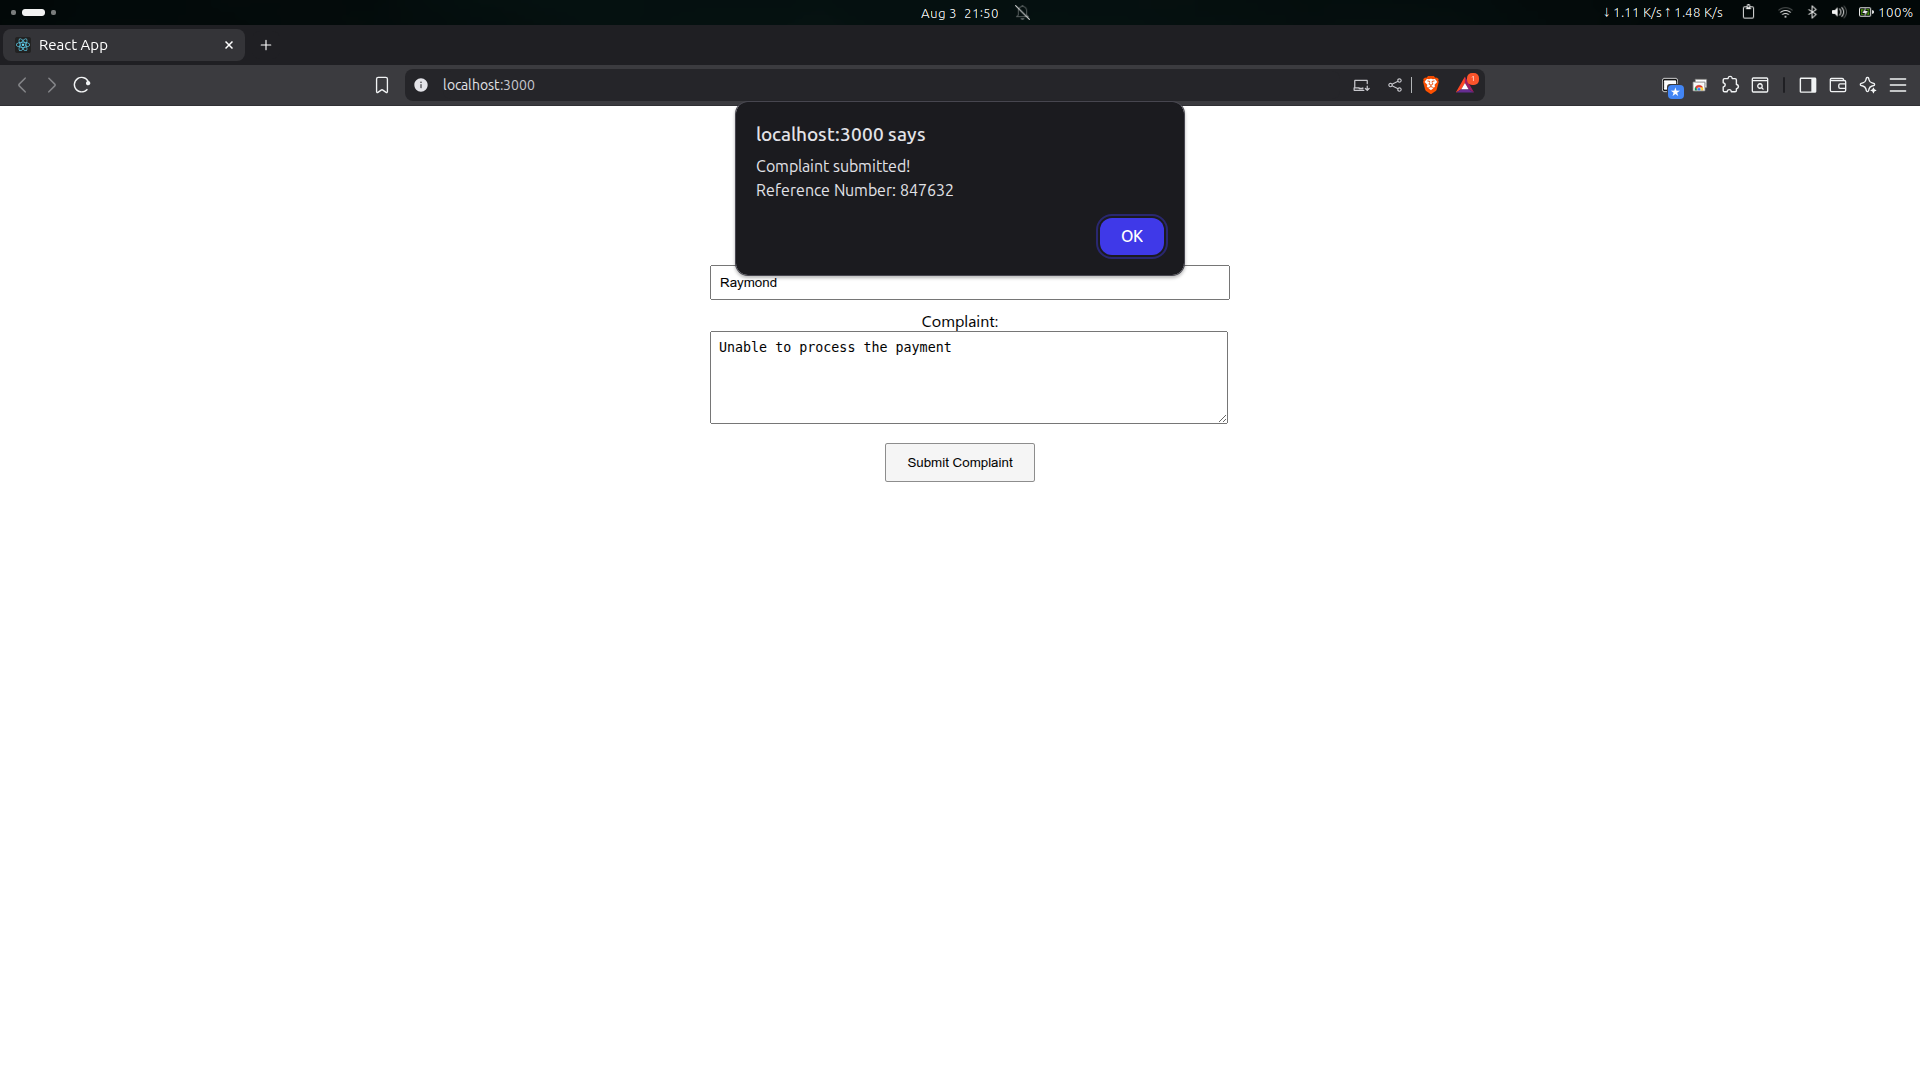 Aug 3 21:50
↓ 1.11 K/s ↑ 1.48 K/s
100%
React App
localhost:3000
1
localhost:3000 says
Complaint submitted!
Reference Number: 847632
OK
Raymond
Complaint:
Unable to process the payment
Submit Complaint